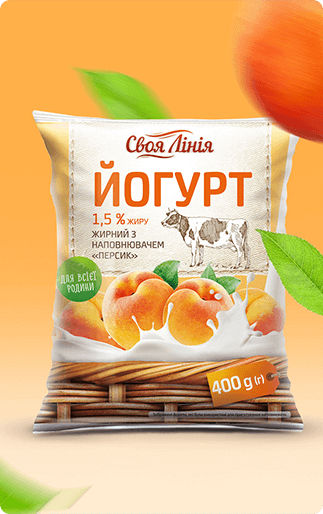 Своя Лінія
ЙОГУРТ
1,5 % ЖИРУ
ЖИРНИЙ З
НАПОВНЮВАЧЕМ
«ПЕРСИК»
ДЛЯ ВСІЄЇ
РОДИНИ
400 g (г)